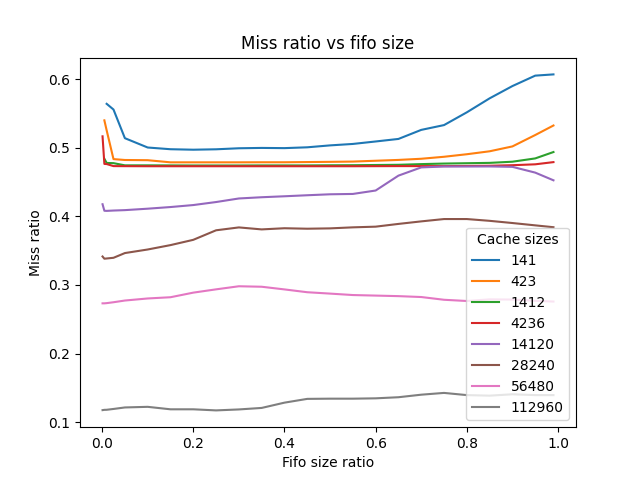 Miss ratio vs fifo size
0.6
0.5
0.4
0.3
0.2
0.1
Miss ratio
Cache sizes
141
423
1412
4236
14120
28240
56480
112960
0.0 0.2 0.4 0.6 0.8 1.0
Fifo size ratio